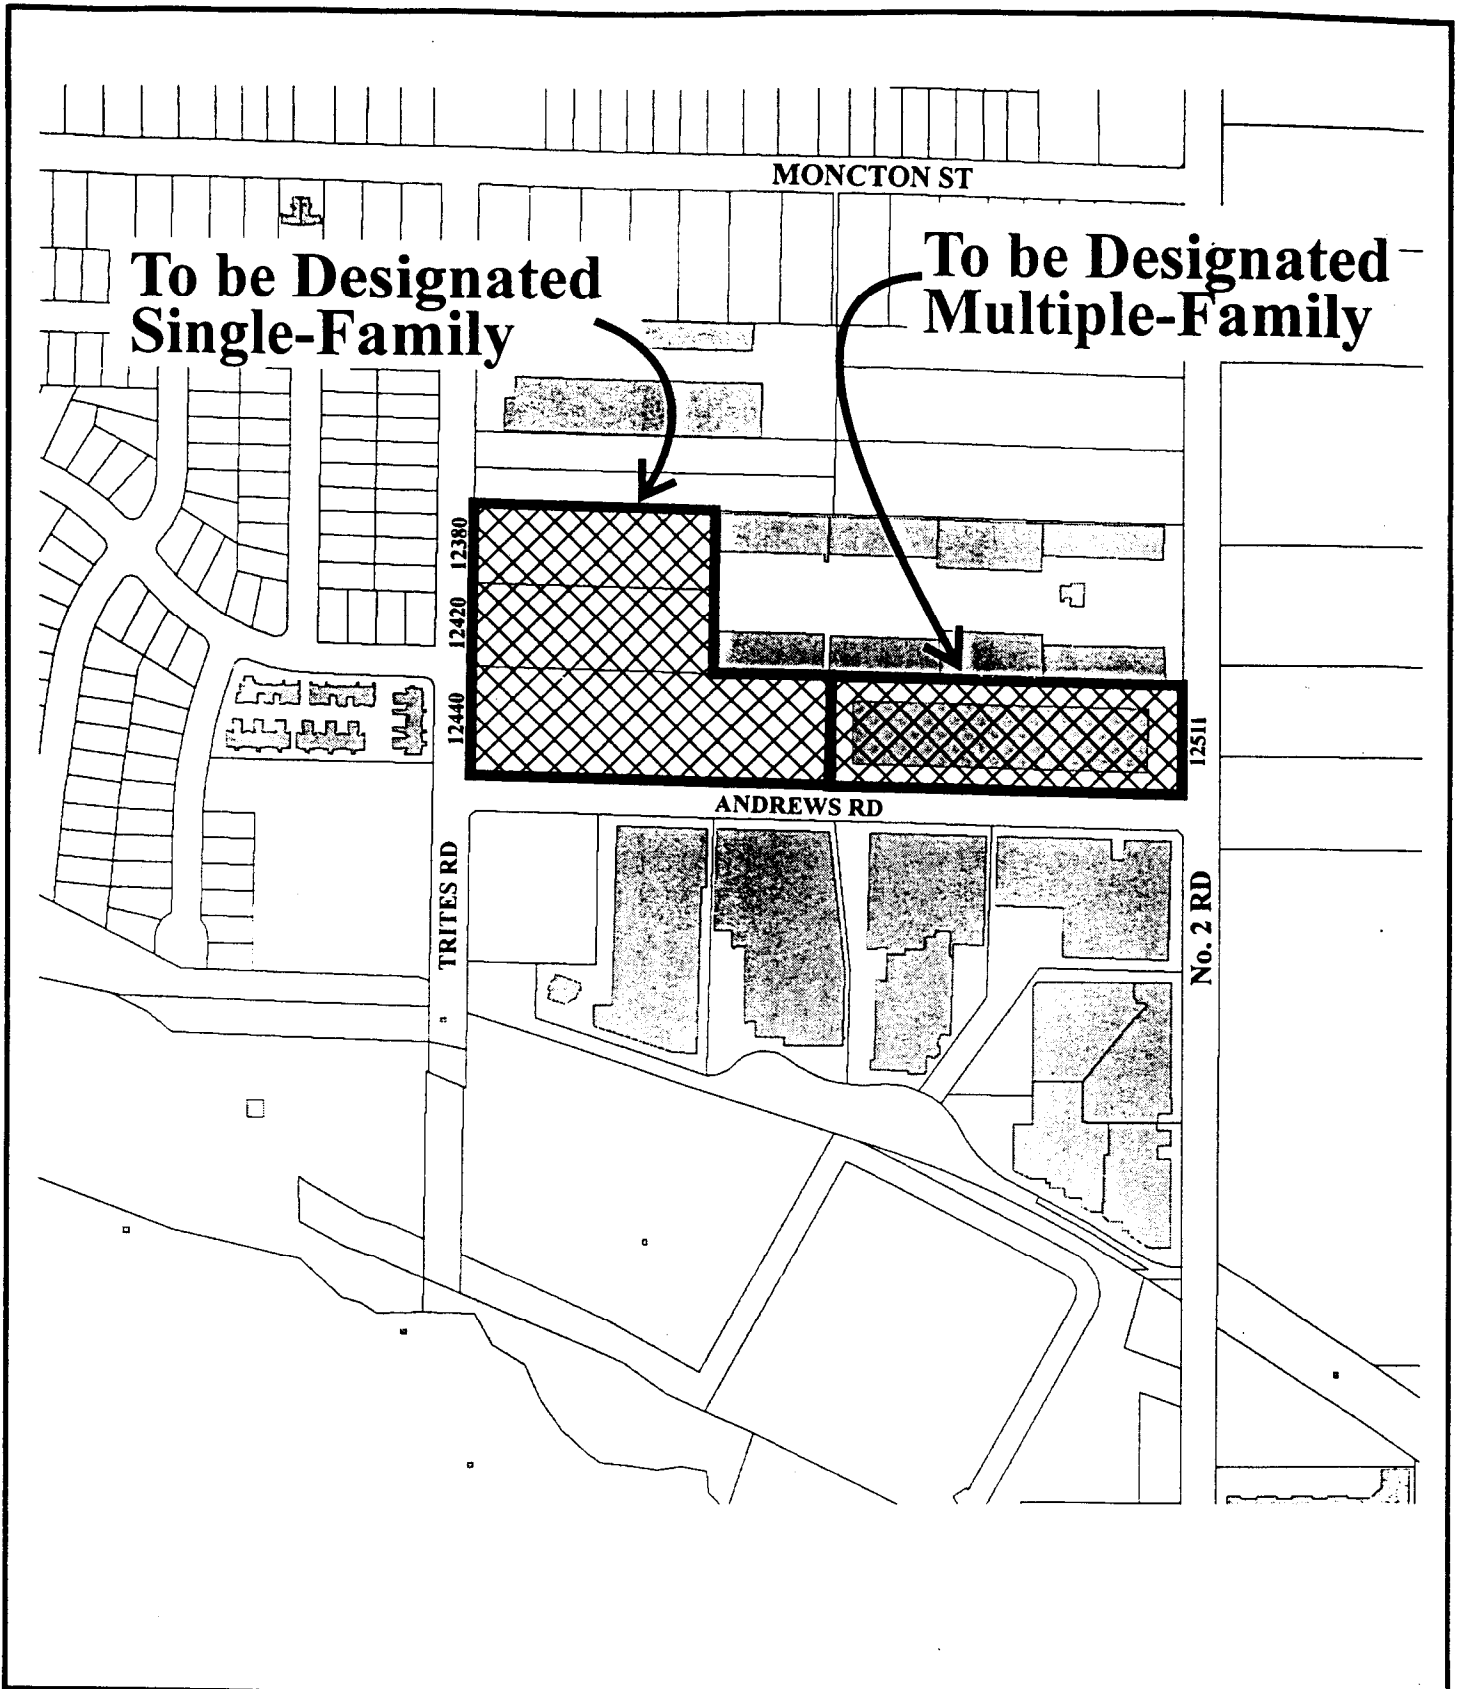 MONCTON ST
To be Designated
Single-Family
To be Designated
Multiple-Family
12380
12420
12440
12511
ANDREWS RD
TRITES RD
No. 2 RD